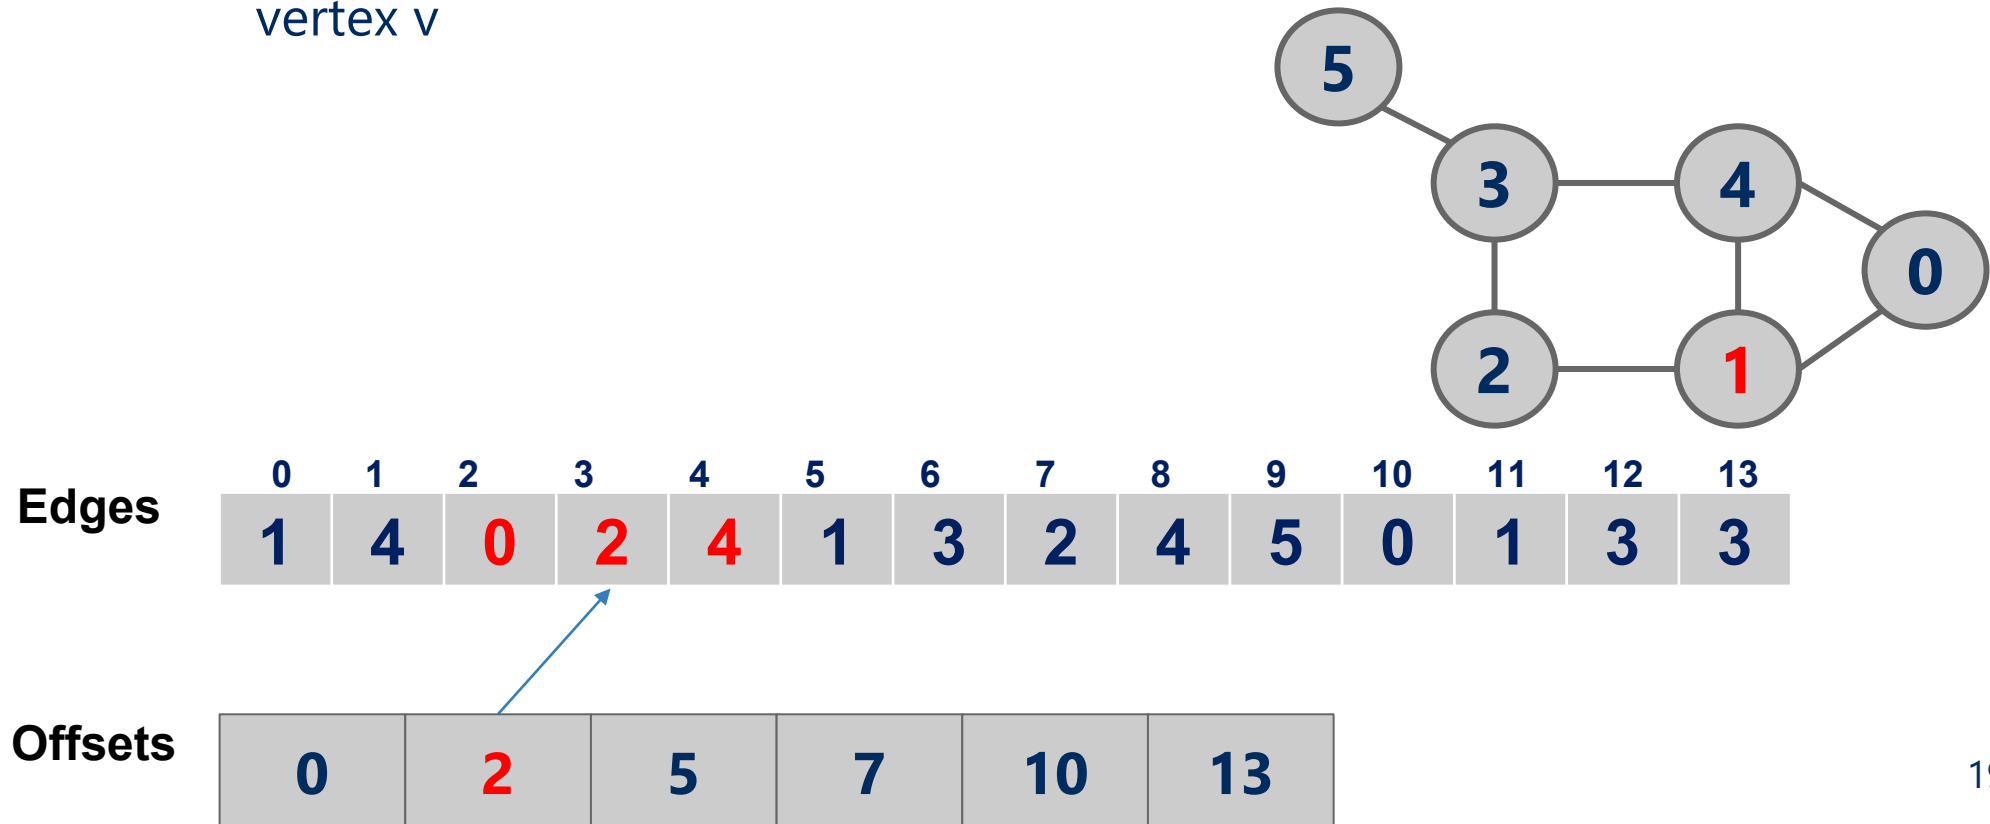 vertex v
5
3 4
0
2 1
0 1 2 3 4 5 6 7 8 9 10 11 12 13
Edges 1 4 0 2 4 1 3 2 4 5 0 1 3 3
Offsets 0 2 5 7 10 13